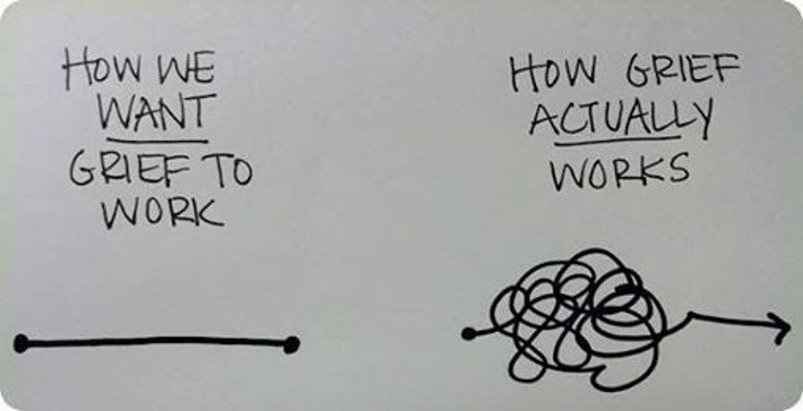 HOW WE
WANT
GRIEF TO
WORK
HOW GRIEF
ACTUALLY
WORKS